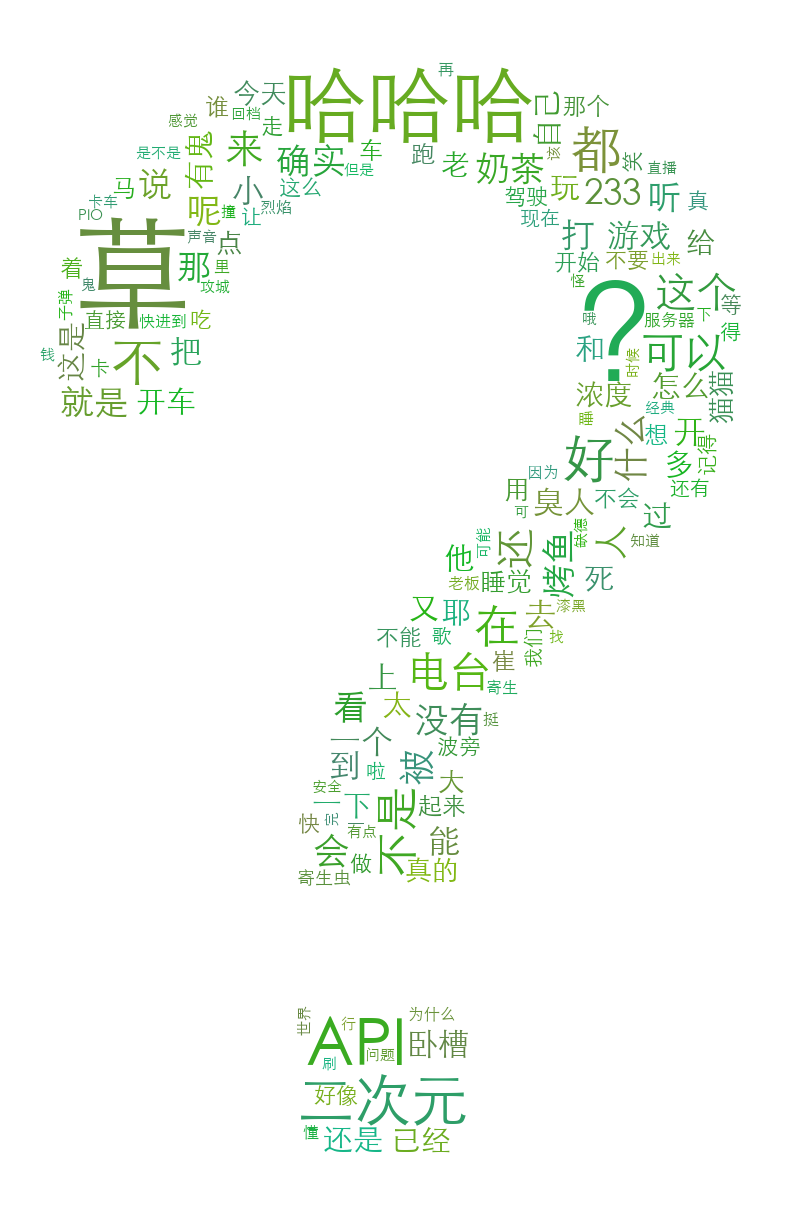 再
哈哈哈
今天
谁
回档
走
感觉
自己
那个
都
来
确实
车
但是
跑
老
奶茶
该
笑
直播
是不是
有鬼
马
说
小
这么
驾驶
玩
233
听
真
卡车
PIO
呢
撞
让
烈焰
现在
打
游戏
给
草
声音
点
着
那
里
开始
不要
出来
鬼
攻城
怪
?
这个
等
子弹
直接
快进到
吃
哦
服务器
下
得
钱
这是
卡
不
把
和
时候
可以
就是
开车
浓度
怎么
猫猫
睡
经典
什么
想
开
好
多
记得
因为
还有
用
臭人
不会
可
过
缺德
可能
还
烤鱼
人
知道
他
老板
睡觉
死
又
耶
在
去
漆黑
不能
歌
我们
找
电台
崔
上
寄生
看
太
没有
挺
一个
波旁
到
啦
被
大
安全
一下
不是
起来
快
完
有点
会
做
能
真的
寄生虫
世界
API
行
为什么
问题
卧槽
刷
三次元
好像
懂
还是
已经